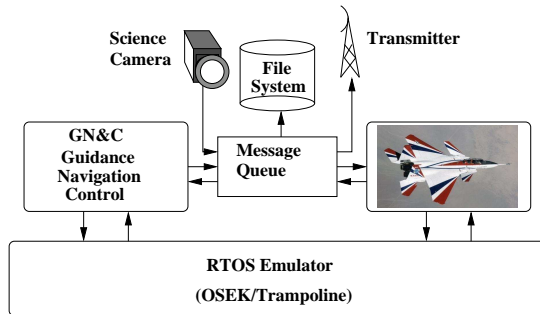 Science
Camera
File
System
Transmitter
GN&C
Guidance
Navigation
Control
Message
Queue
RTOS Emulator
(OSEK/Trampoline)